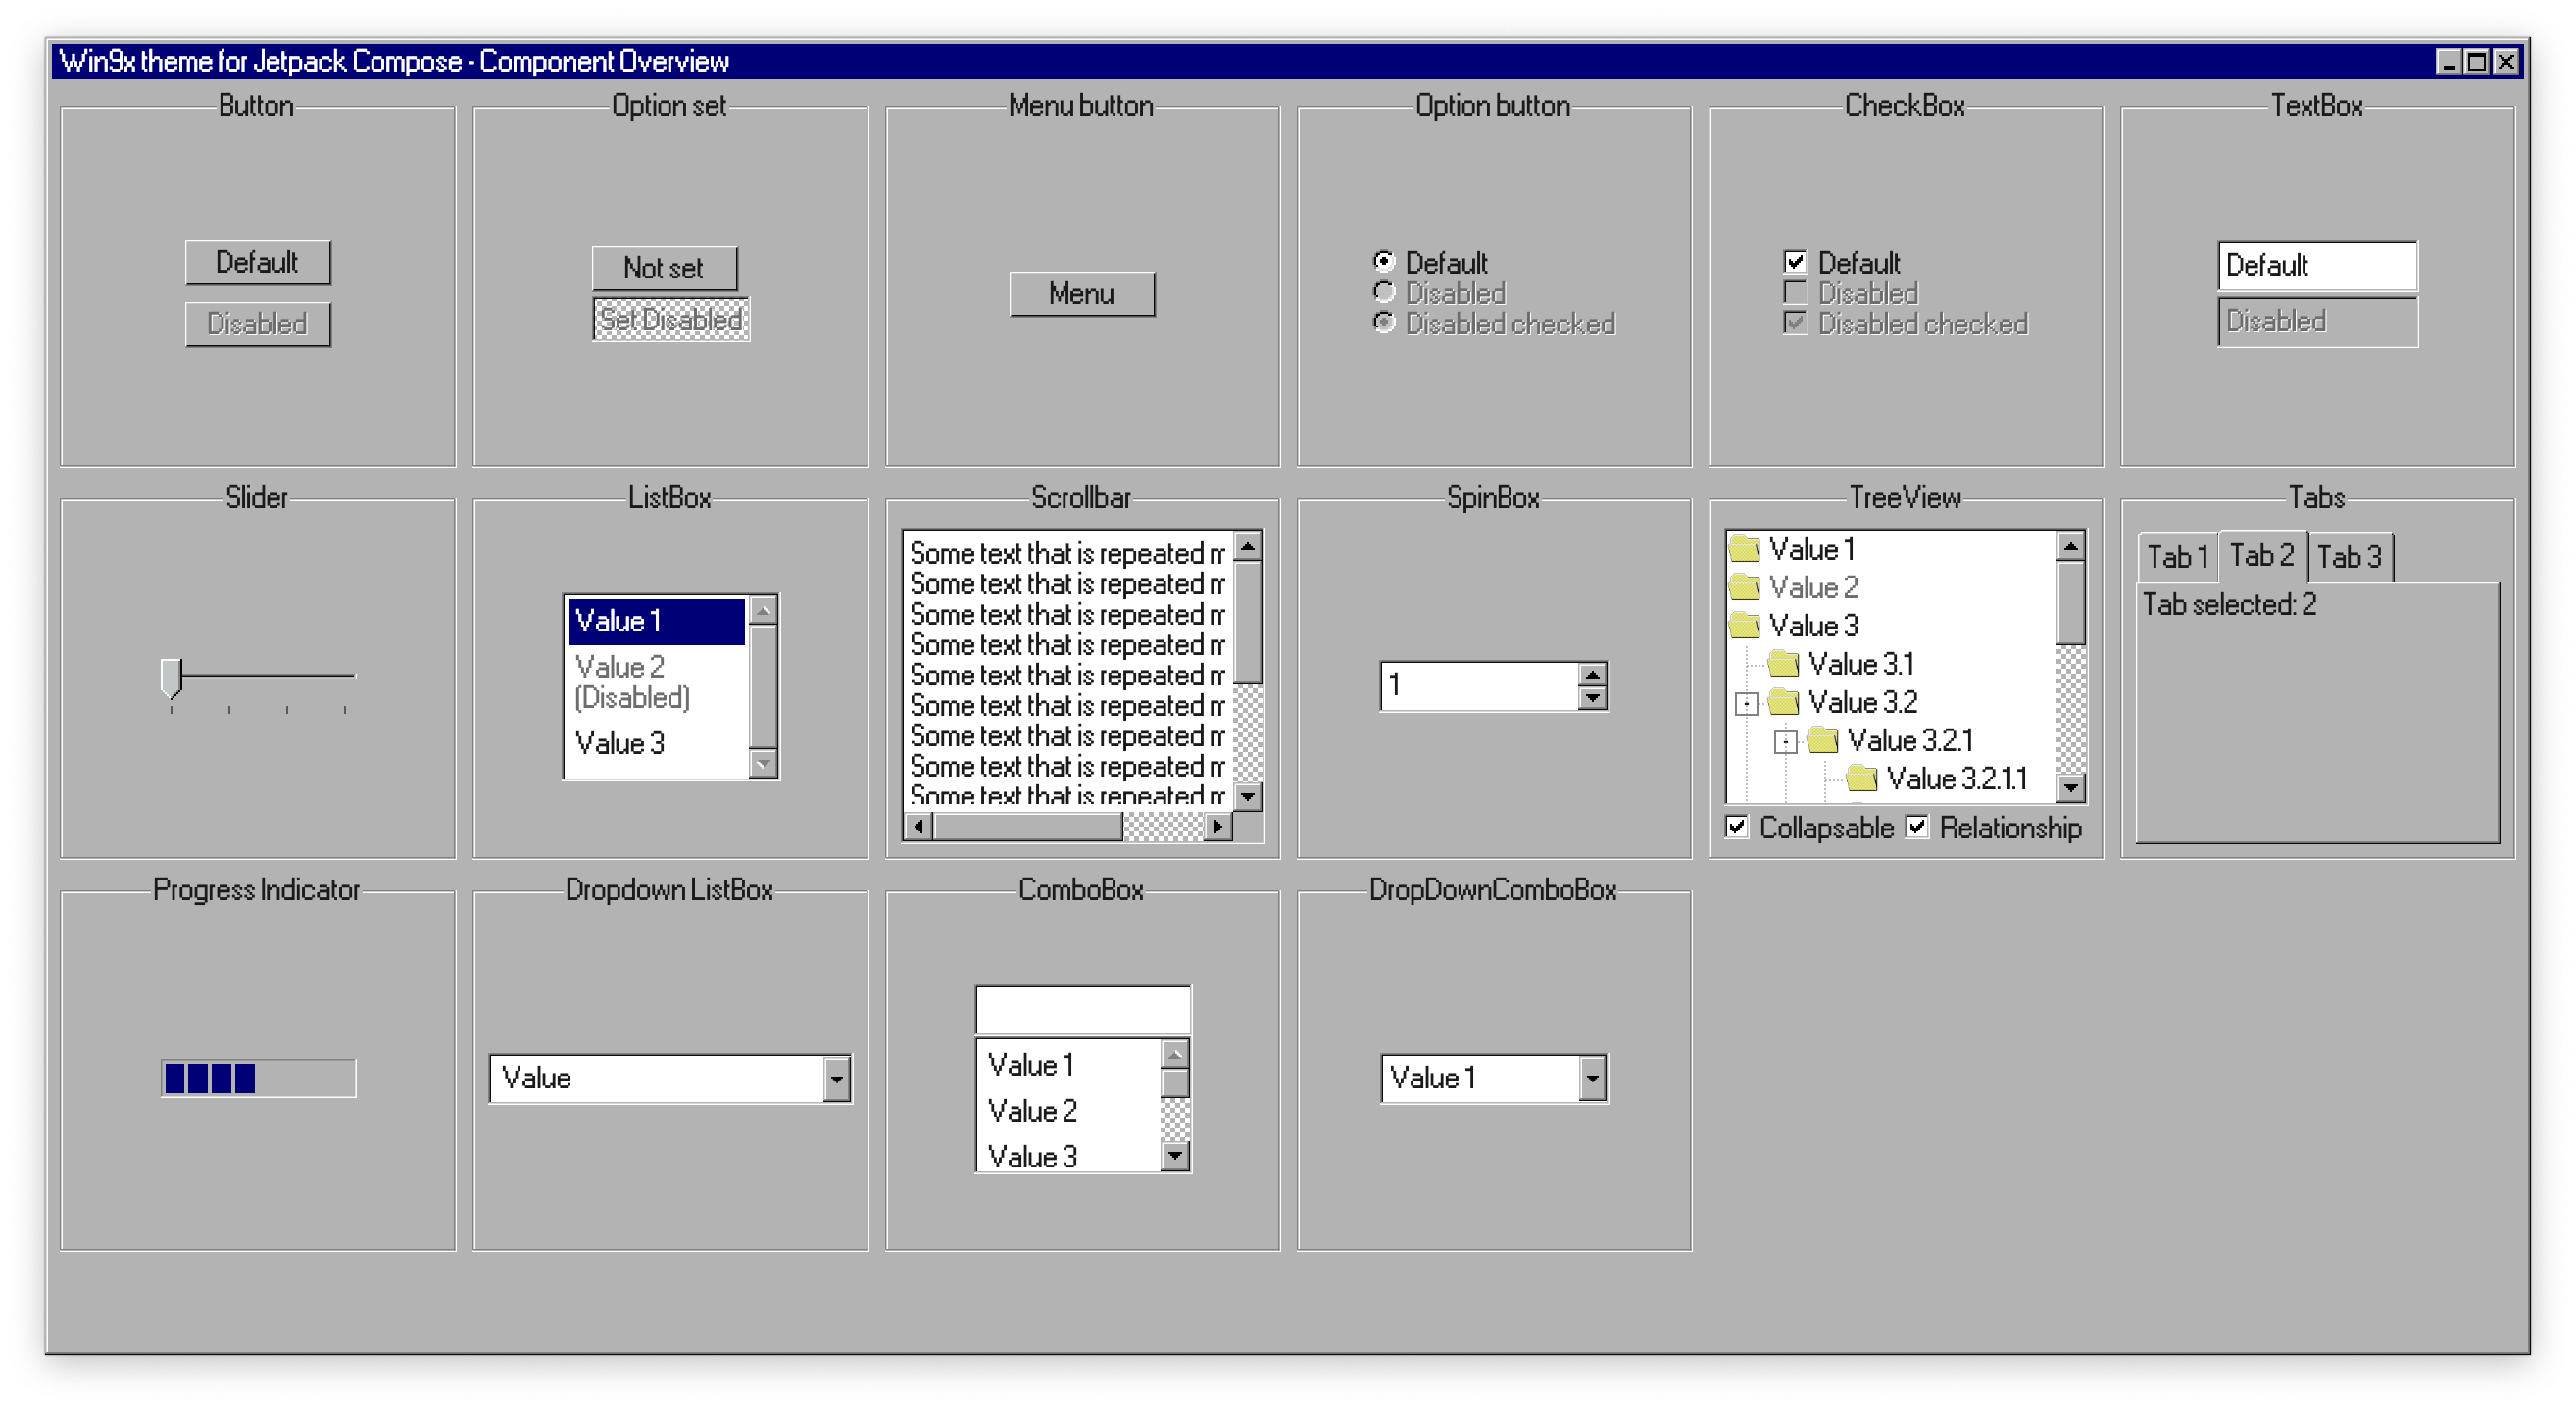 Win9x theme for Jetpack Compose - Component Overview
Button
Default
Disabled
Option set
Not set
Set Disabled
Menu button
Menu
Option button
Default
Disabled
Disabled checked
CheckBox
Default
Disabled
Disabled checked
TextBox
Default
Disabled
Slider
ListBox
Value 1
Value 2
(Disabled)
Value 3
Scrollbar
Some text that is repeated m
Some text that is repeated m
Some text that is repeated m
Some text that is repeated m
Some text that is repeated m
Some text that is repeated m
Some text that is repeated m
Some text that is repeated m
Some text that is repeated m
SpinBox
1
TreeView
Value 1
Value 2
Value 3
Value 3.1
Value 3.2
Value 3.2.1
Value 3.2.1.1
Collapsable
Relationship
Tabs
Tab 1
Tab 2
Tab 3
Tab selected: 2
Progress Indicator
Dropdown ListBox
Value
ComboBox
Value 1
Value 2
Value 3
DropDownComboBox
Value 1